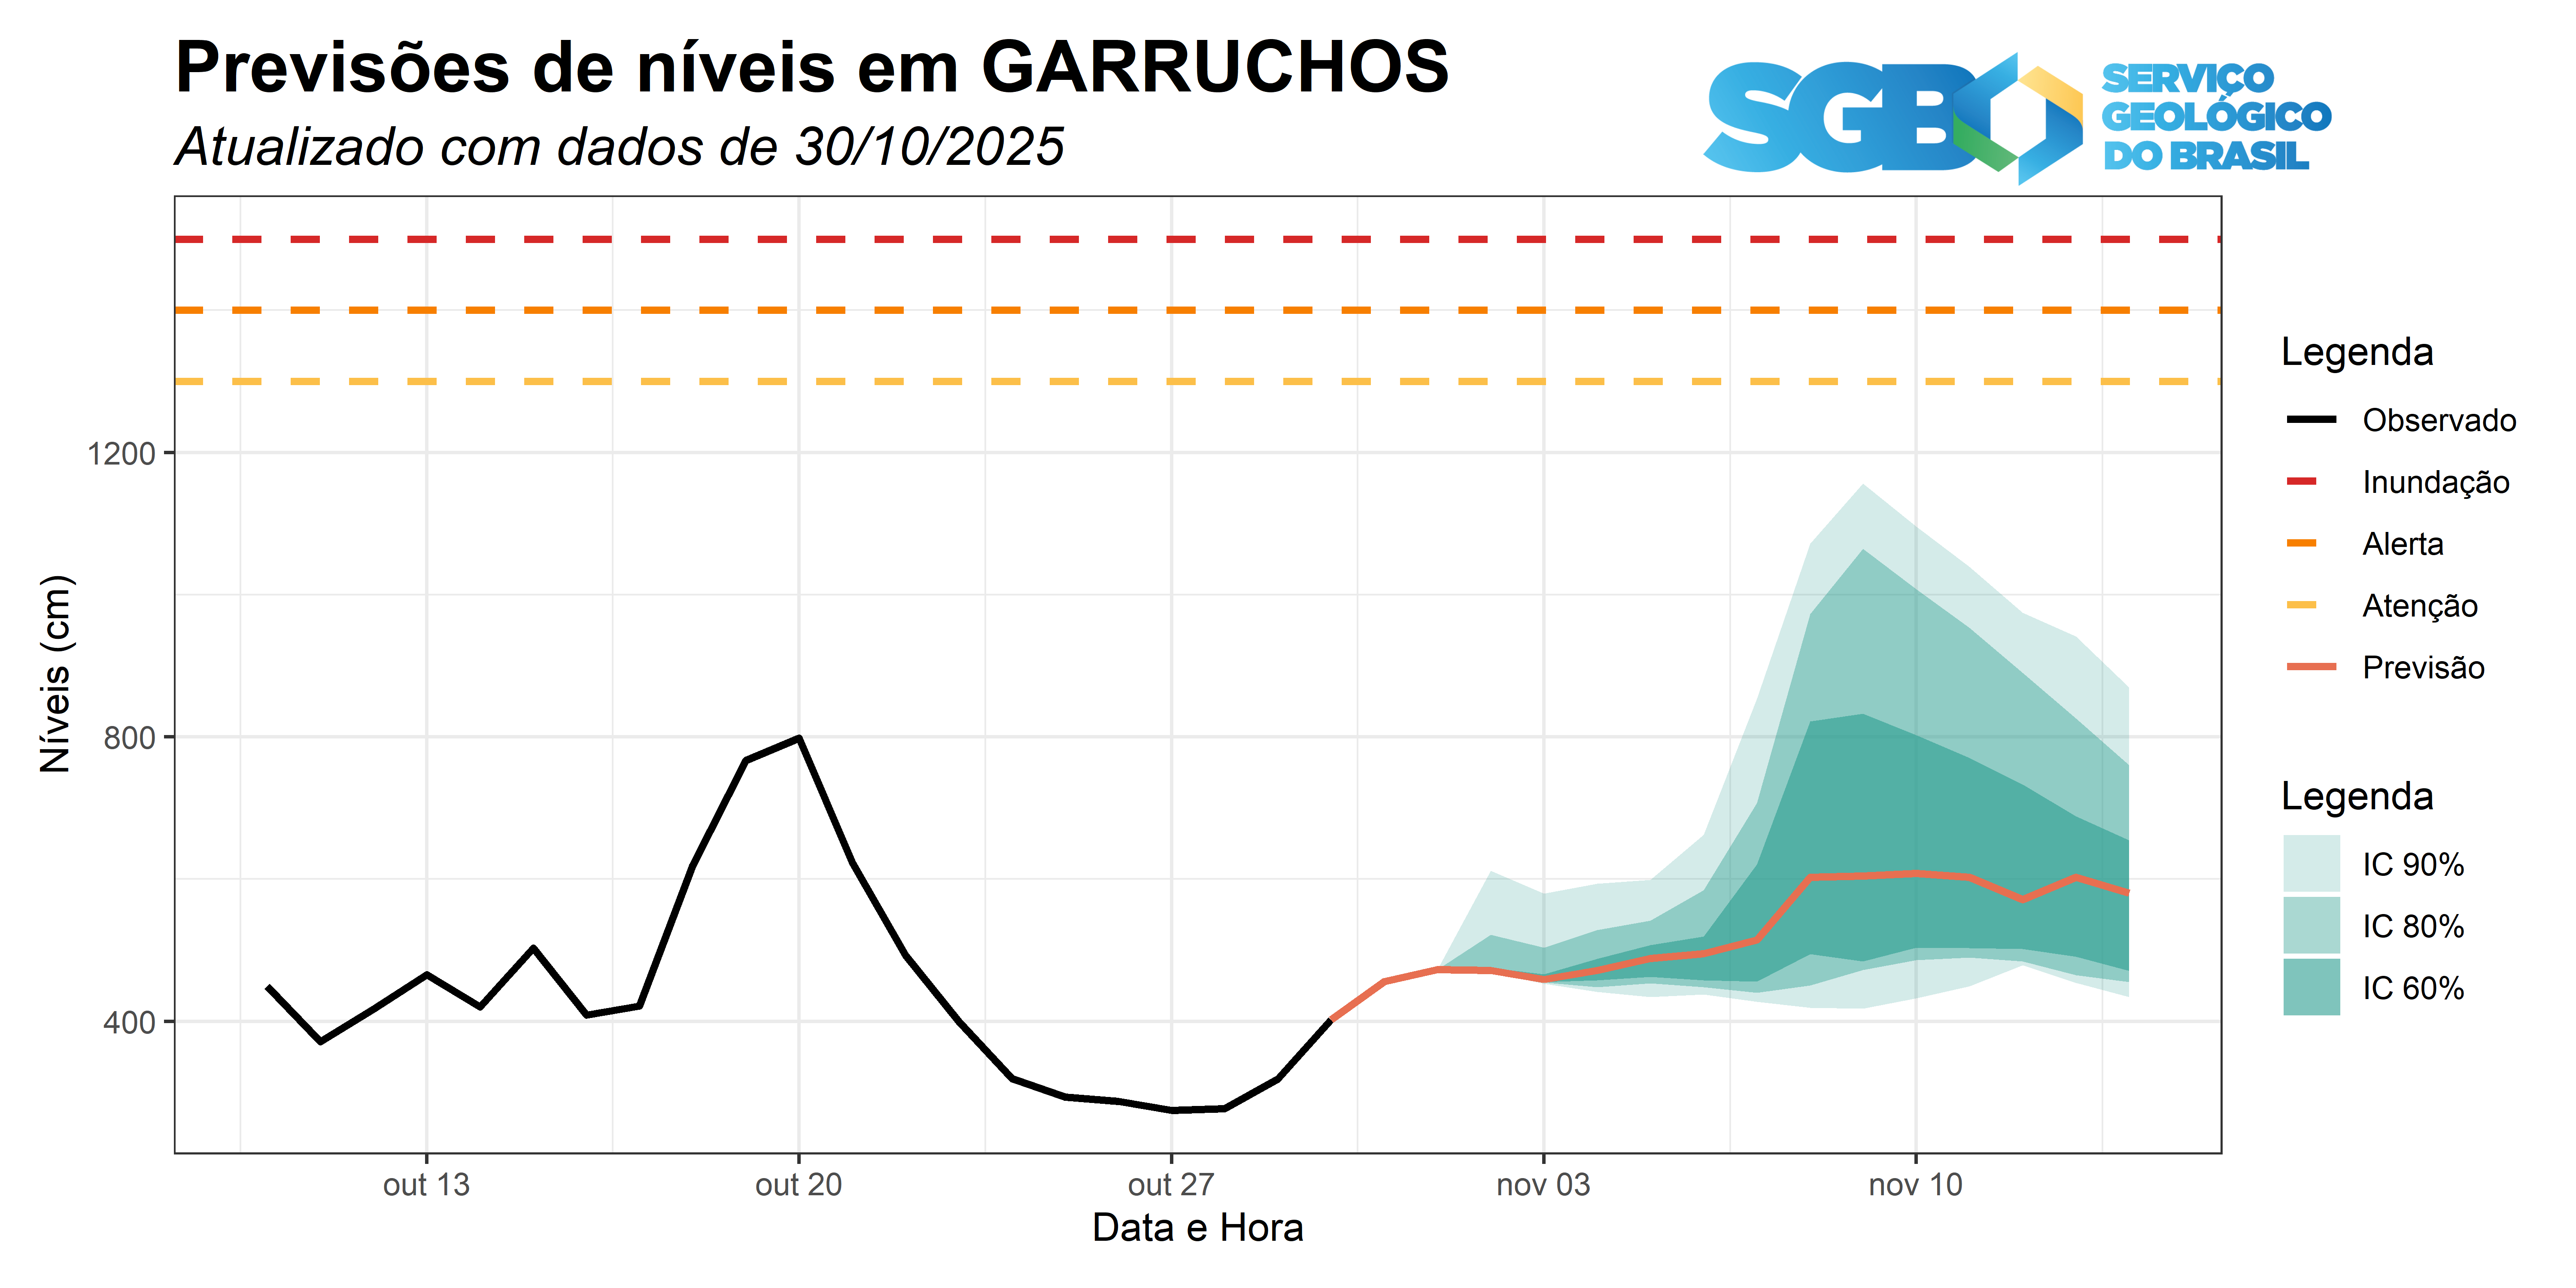 Previsões de níveis em GARRUCHOS
Atualizado com dados de 30/10/2025
SGB
SERVIÇO
GEOLÓGICO
DO BRASIL
Níveis (cm)
1200
800
400
out 13
out 20
out 27
nov 03
nov 10
Data e Hora
Legenda
Observado
Inundação
Alerta
Atenção
Previsão
Legenda
IC 90%
IC 80%
IC 60%